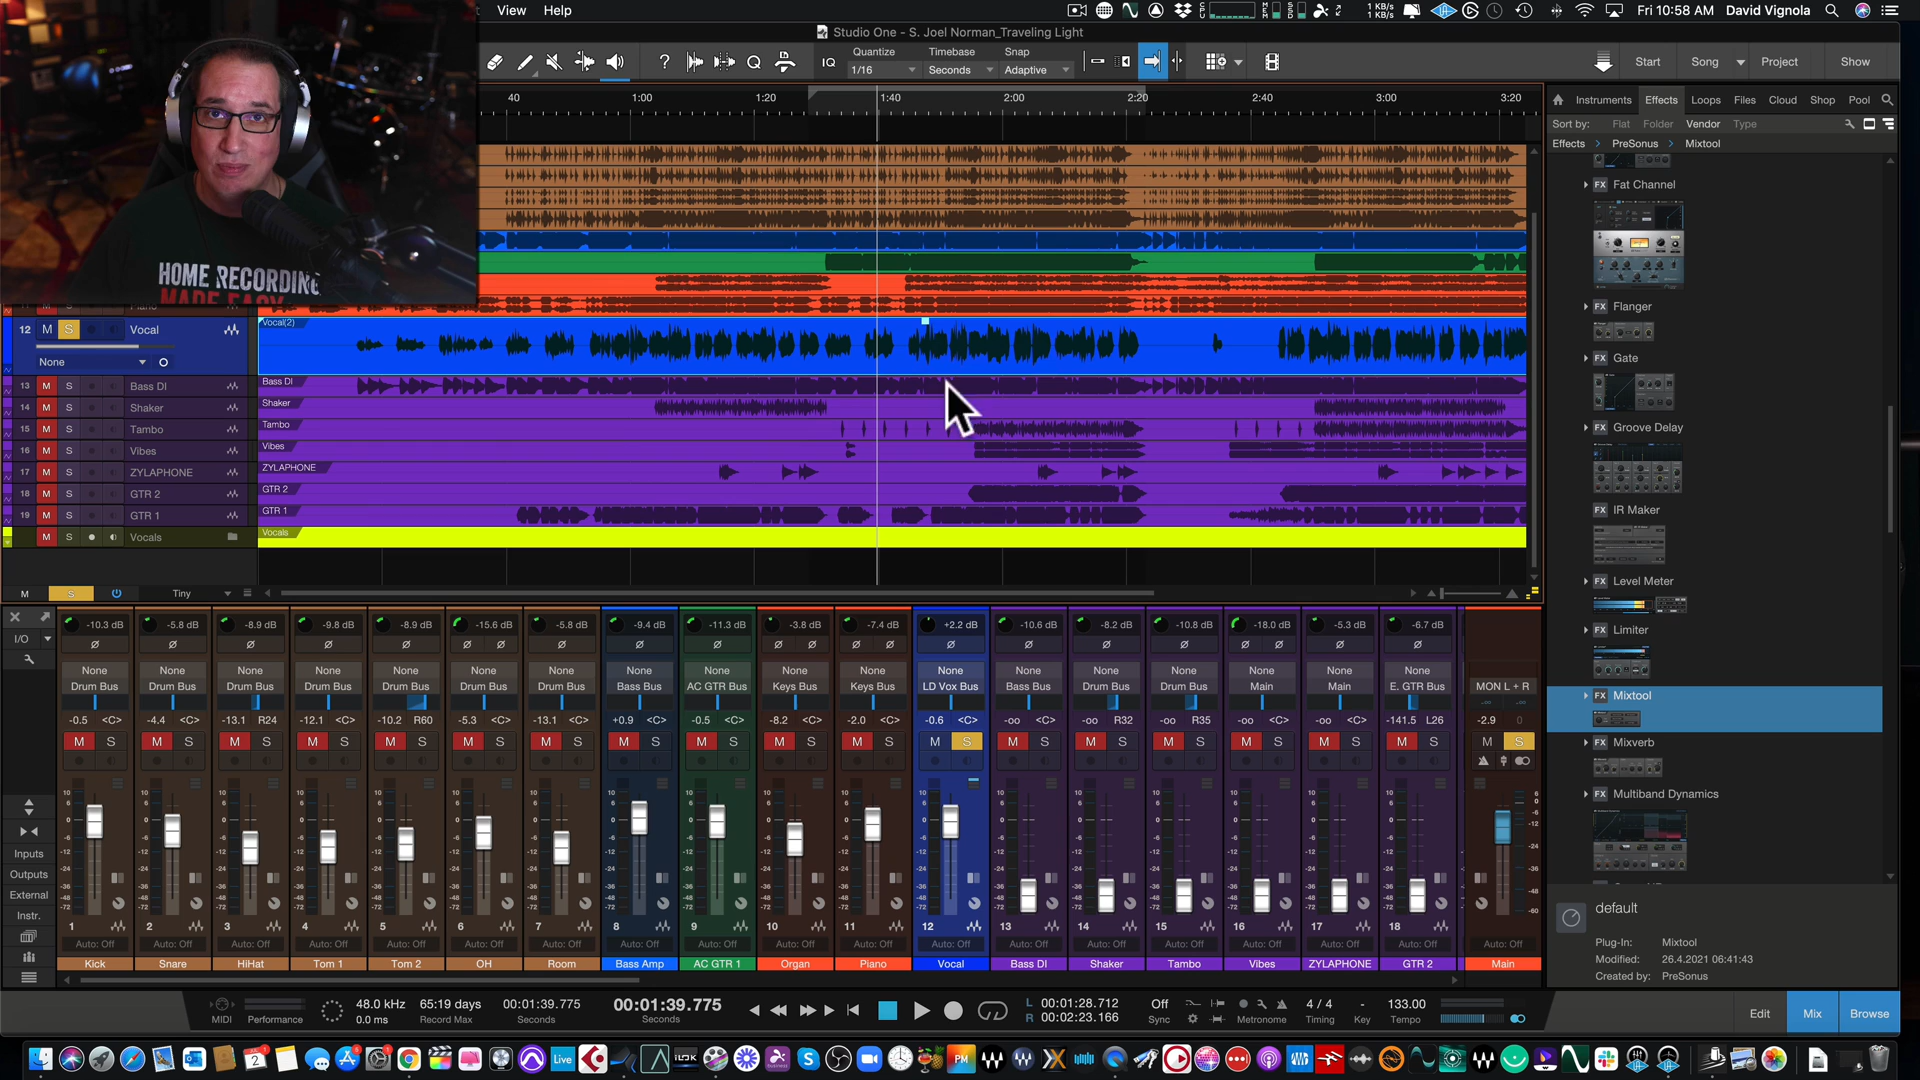 View Help
Fri 10:58 AM David Vignola
1 KB/s
1 KB/s
Studio One - S. Joel Norman_Traveling Light
Quantize Timebase Snap
IQ 1/16 Seconds Adaptive
Start Song Project Show
40 1:00 1:20 1:40 2:00 2:20 2:40 3:00 3:20
Instruments Effects Loops Files Cloud Shop Pool
Sort by: Flat Folder Vendor Type
Effects PreSonus Mixtool
HOME RECORDING
MADE EASY
12 M S Vocal
None
Vocal(2)
13 M S Bass DI
Bass DI
14 M S Shaker
Shaker
15 M S Tambo
Tambo
16 M S Vibes
Vibes
17 M S ZYLAPHONE
ZYLAPHONE
18 M S GTR 2
GTR 2
19 M S GTR 1
GTR 1
M S Vocals
Vocals
M S Tiny
FX Fat Channel
FX Flanger
FX Gate
FX Groove Delay
FX IR Maker
FX Level Meter
FX Limiter
FX Mixtool
FX Mixverb
FX Multiband Dynamics
I/O
-10.3 dB -5.8 dB -8.9 dB -9.8 dB -8.9 dB -15.6 dB -5.8 dB -9.4 dB -11.3 dB -3.8 dB -7.4 dB +2.2 dB -10.6 dB -8.2 dB -10.8 dB -18.0 dB -5.3 dB -6.7 dB
None None None None None None None None None None None None None None None None None None
Drum Bus Drum Bus Drum Bus Drum Bus Drum Bus Drum Bus Drum Bus Bass Bus AC GTR Bus Keys Bus Keys Bus LD Vox Bus Bass Bus Drum Bus Drum Bus Main Main E. GTR Bus MON L + R
-0.5 <C> -4.4 <C> -13.1 R24 -12.1 <C> -10.2 R60 -5.3 <C> -13.1 <C> +0.9 <C> -0.5 <C> -8.2 <C> -2.0 <C> -0.6 <C> -oo <C> -oo R32 -oo R35 -oo <C> -oo <C> -141.5 L26 -2.9 0
M S M S M S M S M S M S M S M S M S M S M S M S M S M S M S M S M S M S M S
Inputs
Outputs
External
Instr.
1 2 3 4 5 6 7 8 9 10 11 12 13 14 15 16 17 18
Auto: Off Auto: Off Auto: Off Auto: Off Auto: Off Auto: Off Auto: Off Auto: Off Auto: Off Auto: Off Auto: Off Auto: Off Auto: Off Auto: Off Auto: Off Auto: Off Auto: Off Auto: Off Auto: Off
Kick Snare HiHat Tom 1 Tom 2 OH Room Bass Amp AC GTR 1 Organ Piano Vocal Bass DI Shaker Tambo Vibes ZYLAPHONE GTR 2 Main
default
Plug-In: Mixtool
Modified: 26.4.2021 06:41:43
Created by: PreSonus
MIDI Performance
48.0 kHz
0.0 ms
65:19 days
Record Max
00:01:39.775
Seconds
00:01:39.775
Seconds
L 00:01:28.712
R 00:02:23.166
Off
Sync
Metronome
4 / 4
Timing
-
Key
133.00
Tempo
Edit Mix Browse